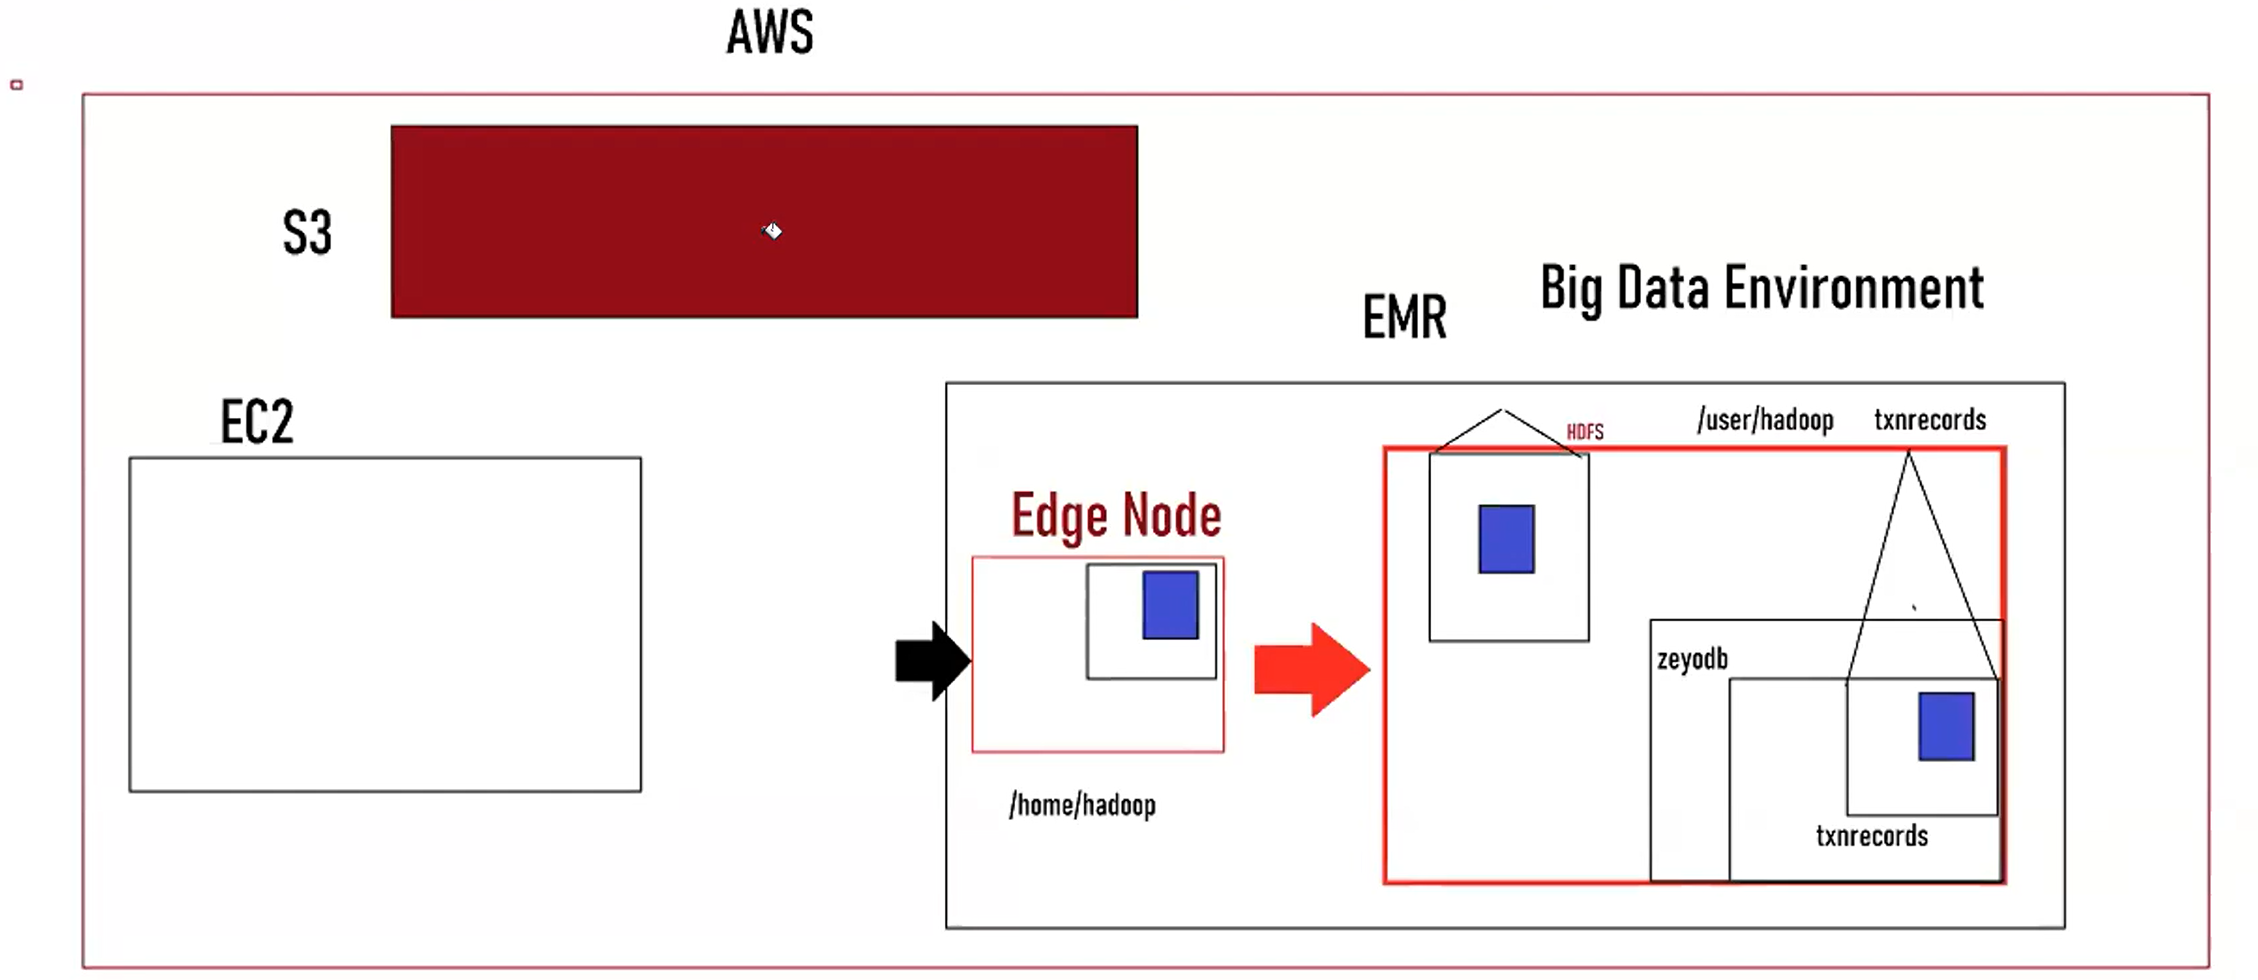 AWS
S3
Big Data Environment
EMR
EC2
/user/hadoop
txnrecords
HDFS
Edge Node
zeyodb
/home/hadoop
txnrecords